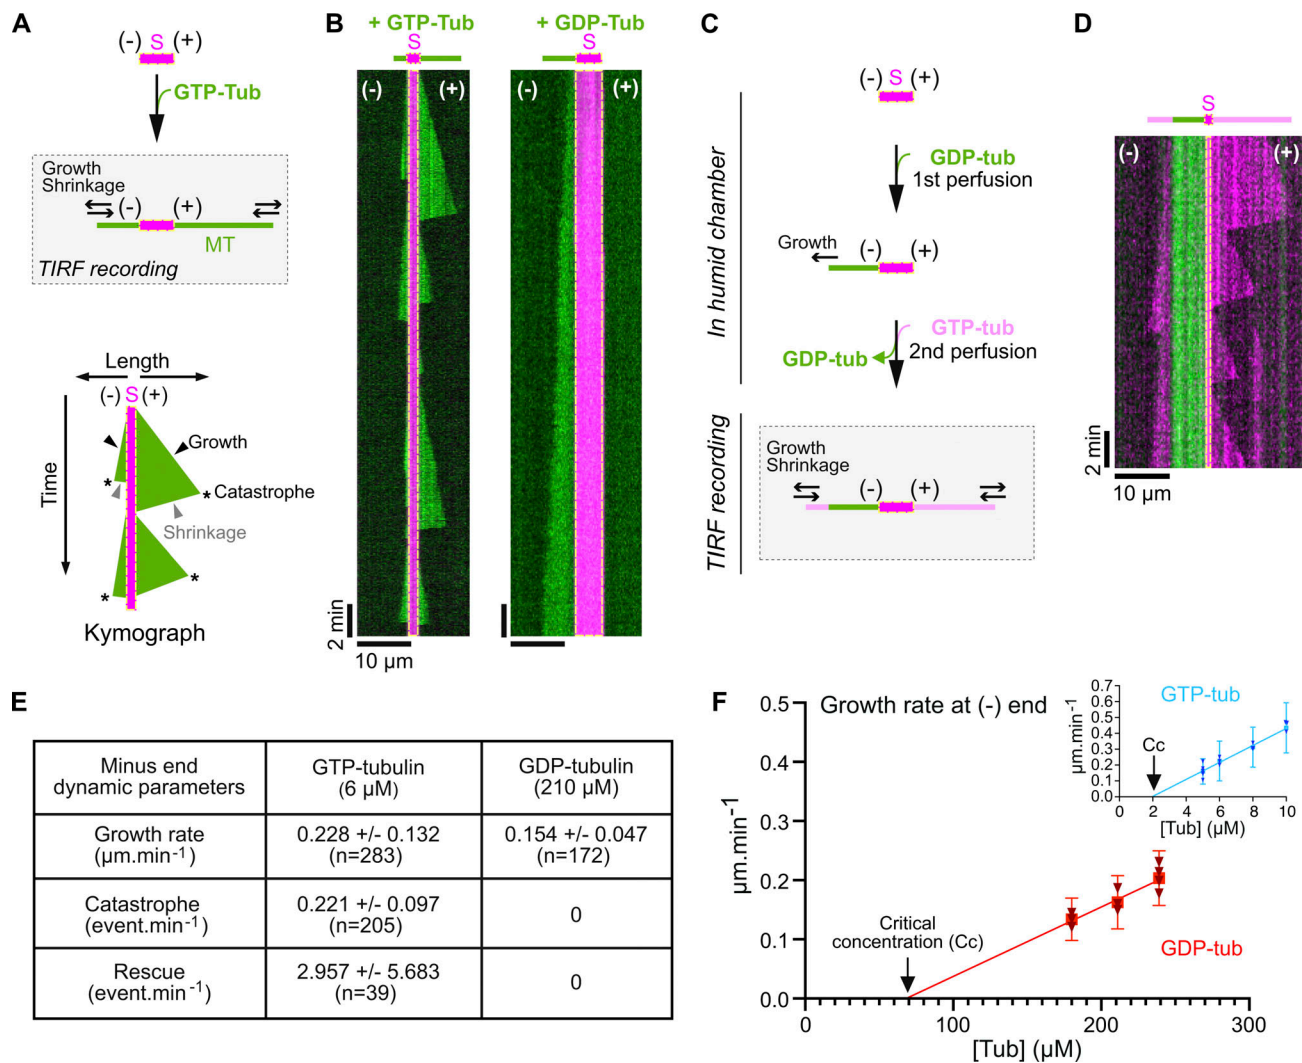 A
(-) S (+)
GTP-Tub
Growth
Shrinkage
(-) (+)
MT
TIRF recording
Length
(-) S (+)
Time
Growth
* Catastrophe
*
Shrinkage
*
*
Kymograph
B
+ GTP-Tub
S
(-) (+)
2 min
10 µm
+ GDP-Tub
S
(-) (+)
C
In humid chamber
(-) S (+)
GDP-tub
1st perfusion
Growth
(-) (+)
GTP-tub
GDP-tub
2nd perfusion
TIRF recording
Growth
Shrinkage
(-) (+)
D
S
(-) (+)
2 min
10 µm
E
Minus end
dynamic parameters
GTP-tubulin
(6 µM)
GDP-tubulin
(210 µM)
Growth rate
(µm.min⁻¹)
0.228 +/- 0.132
(n=283)
0.154 +/- 0.047
(n=172)
Catastrophe
(event.min⁻¹)
0.221 +/- 0.097
(n=205)
0
Rescue
(event.min⁻¹)
2.957 +/- 5.683
(n=39)
0
F
Growth rate at (-) end
µm.min⁻¹
0.5
0.4
0.3
0.2
0.1
0.0
0 100 200 300
[Tub] (µM)
Critical
concentration (Cc)
GDP-tub
GTP-tub
µm.min⁻¹
0.7
0.6
0.5
0.4
0.3
0.2
0.1
0.0
Cc
0 2 4 6 8 10
[Tub] (µM)